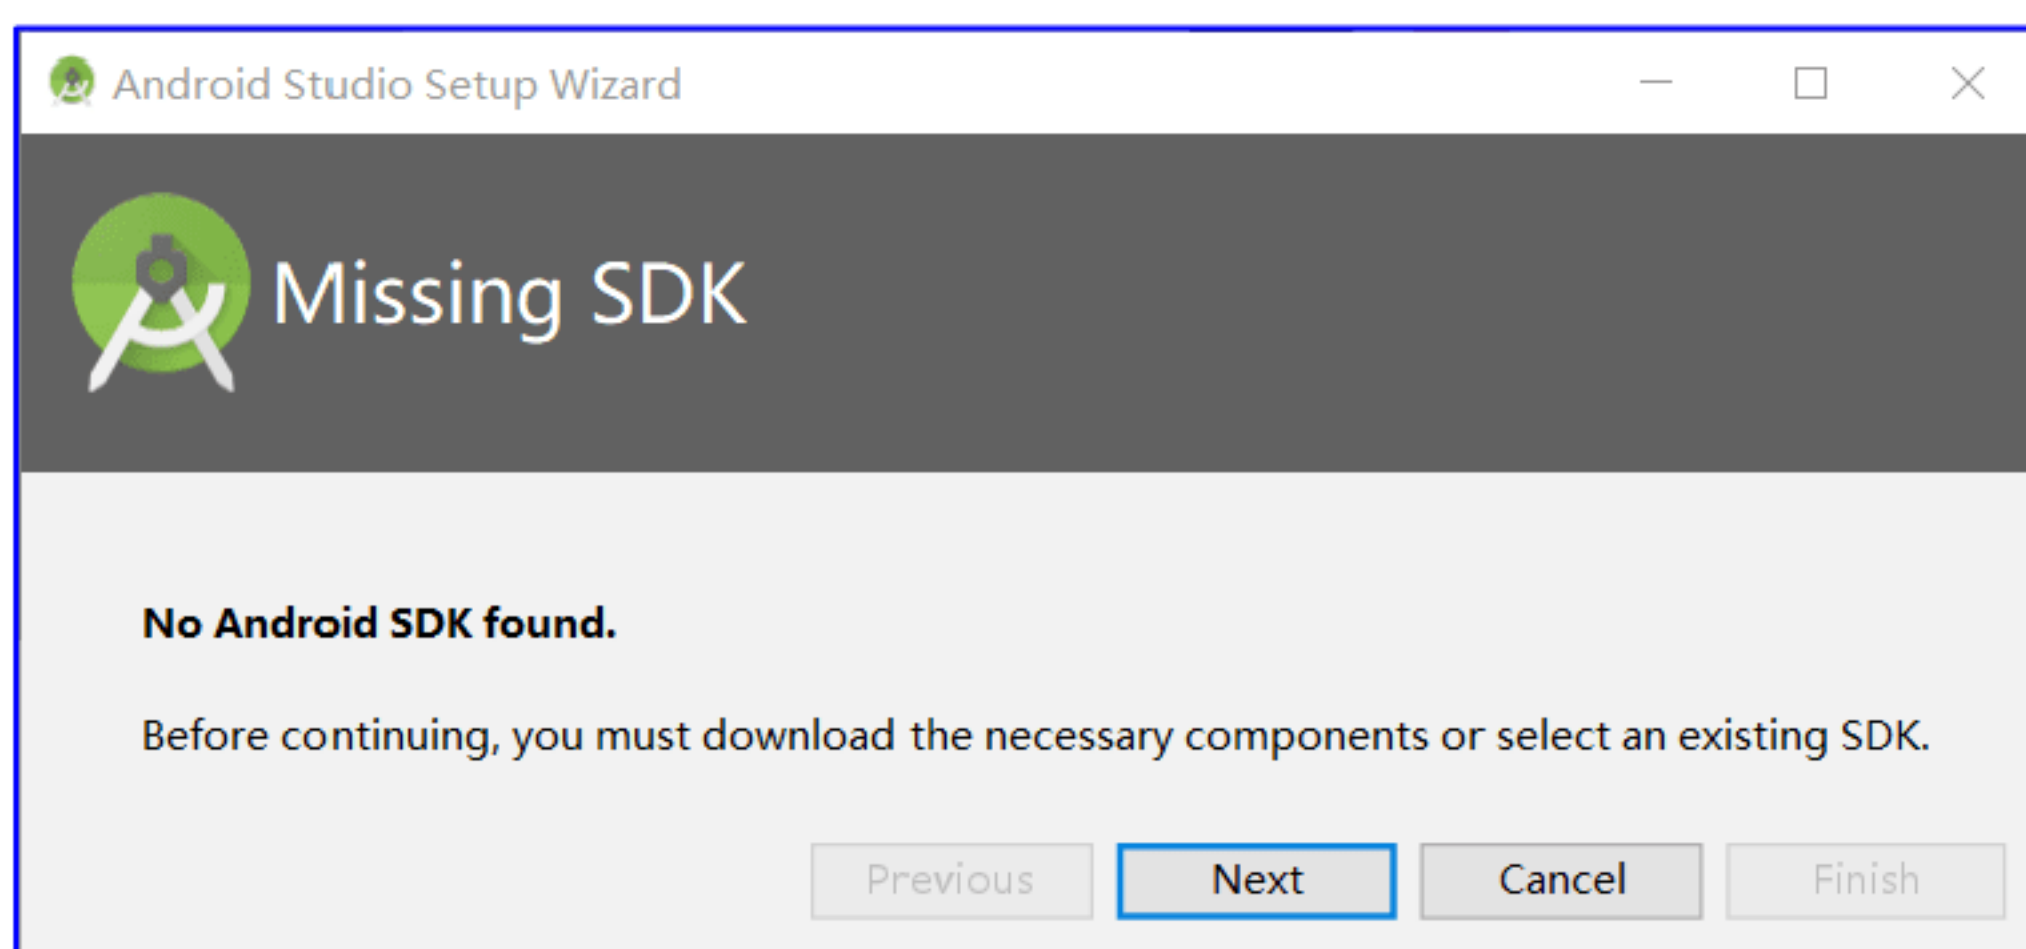 Android Studio Setup Wizard
Missing SDK
No Android SDK found.
Before continuing, you must download the necessary components or select an existing SDK.
Previous Next Cancel Finish